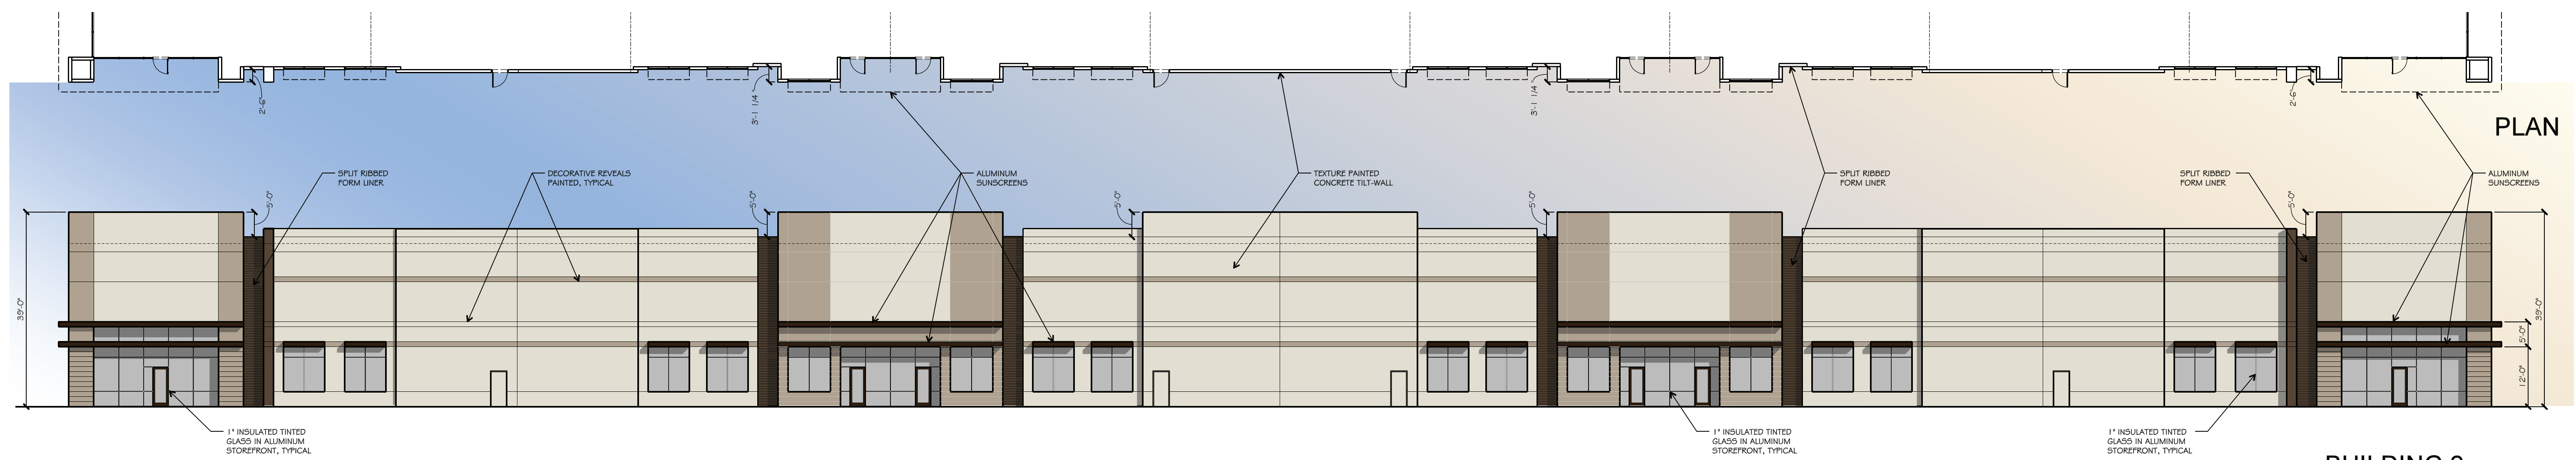 2'-6"
3'-1 1/4
3'-1 1/4
2'-6"
PLAN
SPLIT RIBBED
FORM LINER
DECORATIVE REVEALS
PAINTED, TYPICAL
ALUMINUM
SUNSCREENS
TEXTURE PAINTED
CONCRETE TILT-WALL
SPLIT RIBBED
FORM LINER
SPLIT RIBBED
FORM LINER
ALUMINUM
SUNSCREENS
5'-0"
5'-0"
5'-0"
5'-0"
5'-0"
39'-0"
39'-0"
5'-0"
12'-0"
1" INSULATED TINTED
GLASS IN ALUMINUM
STOREFRONT, TYPICAL
1" INSULATED TINTED
GLASS IN ALUMINUM
STOREFRONT, TYPICAL
1" INSULATED TINTED
GLASS IN ALUMINUM
STOREFRONT, TYPICAL
BUILDING